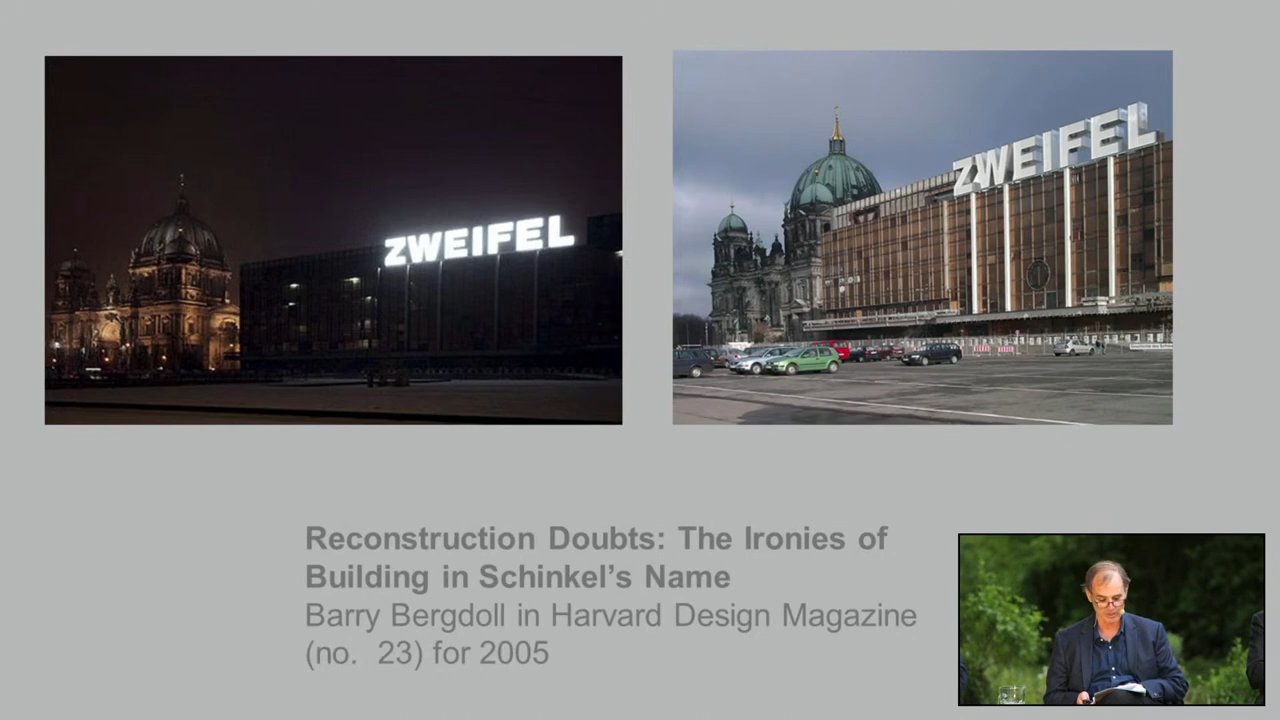 ZWEIFEL
ZWEIFEL
Reconstruction Doubts: The Ironies of
Building in Schinkel’s Name
Barry Bergdoll in Harvard Design Magazine
(no. 23) for 2005